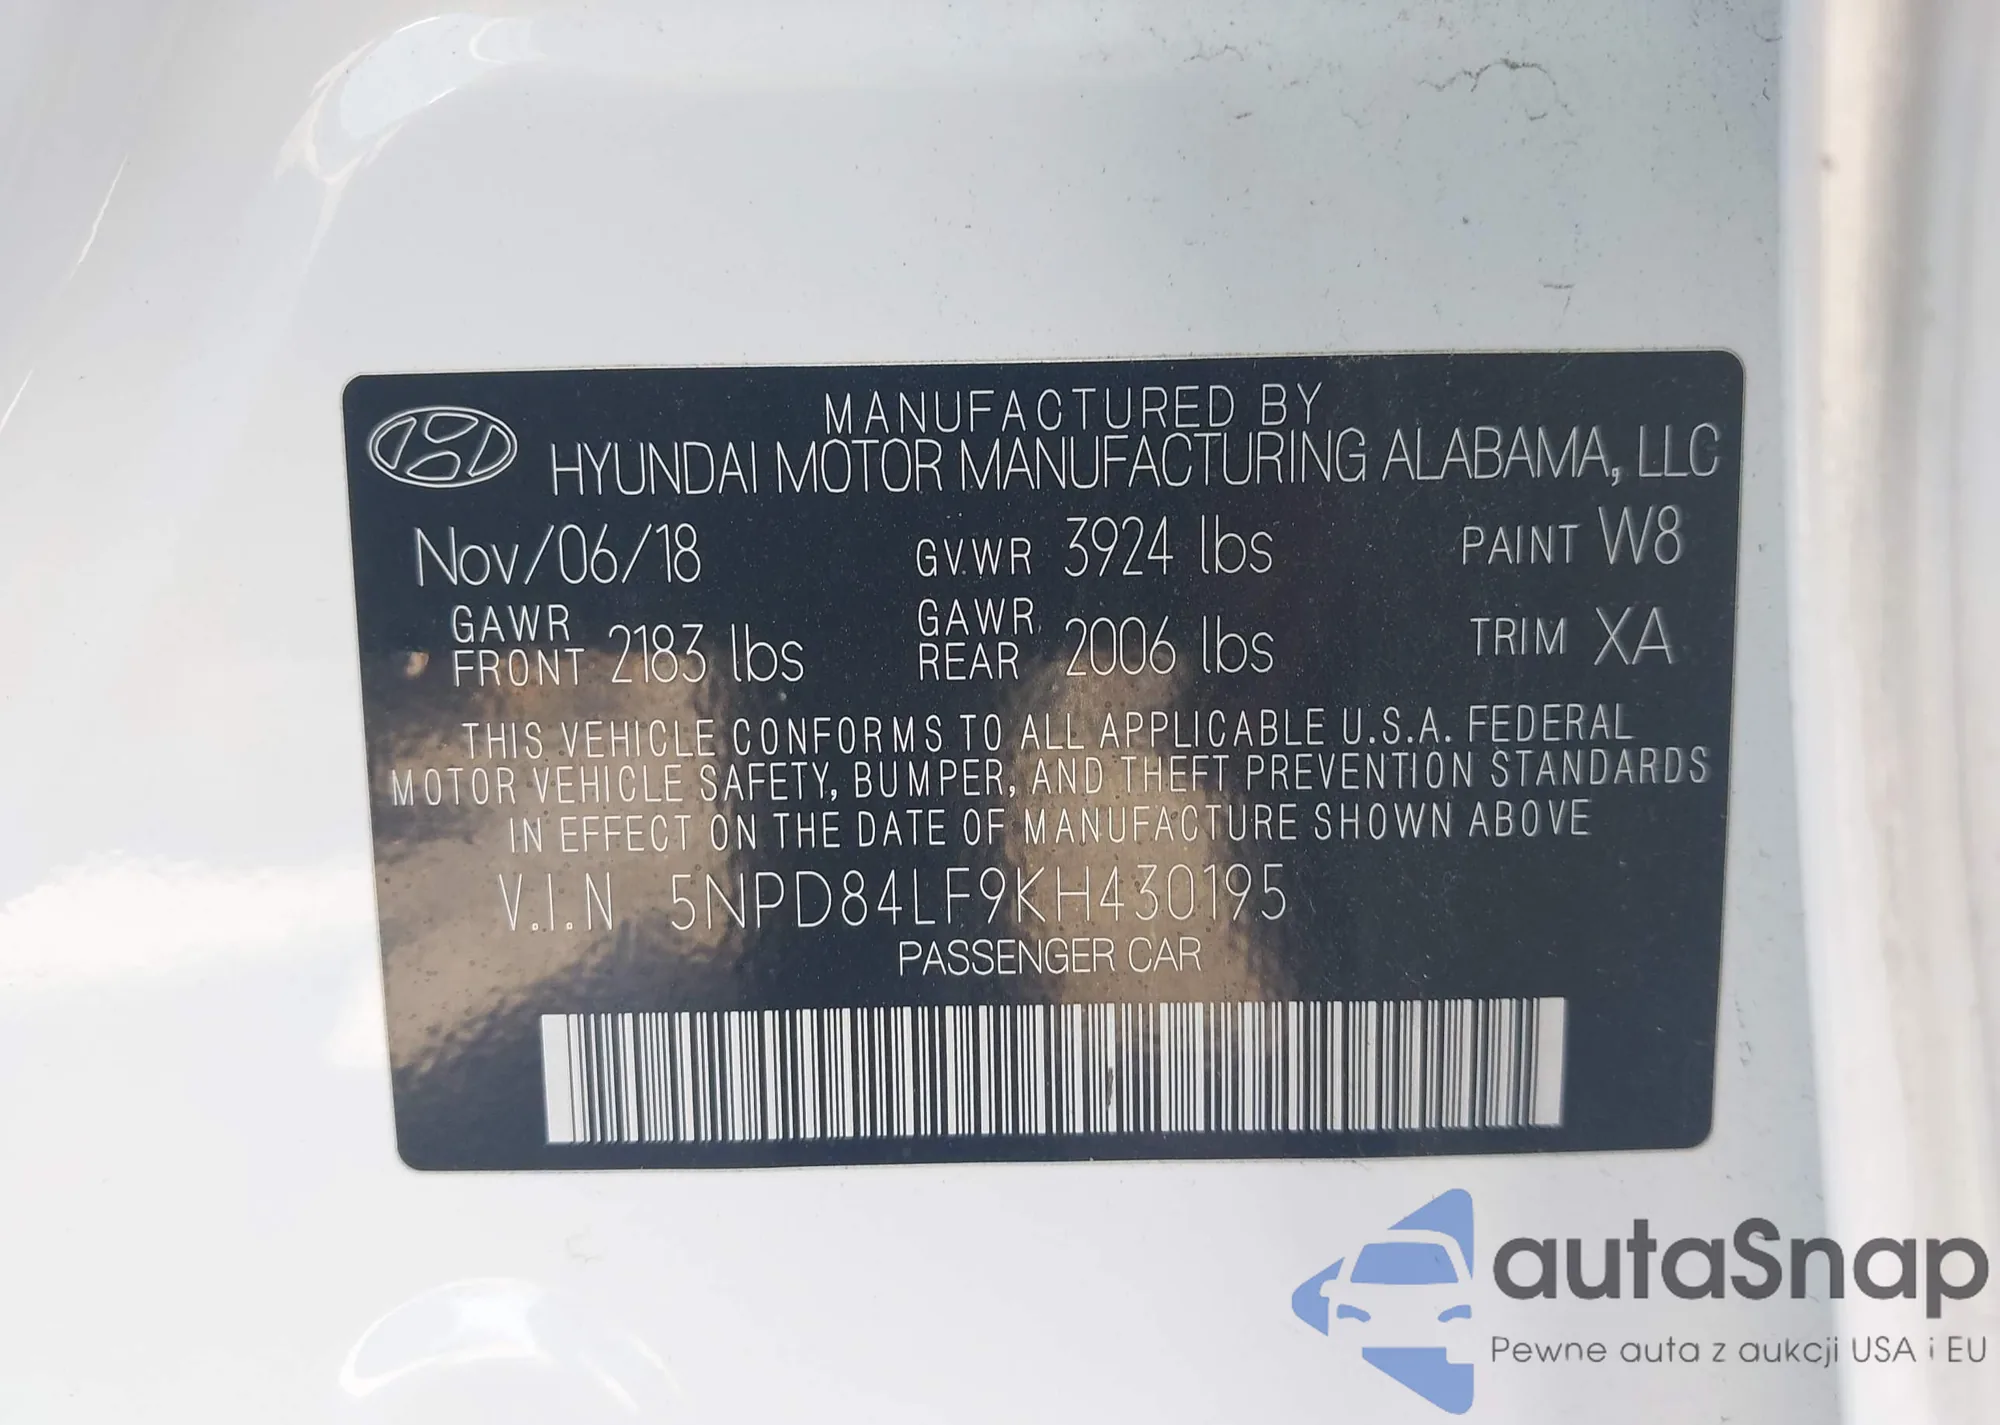 MANUFACTURED BY
HYUNDAI MOTOR MANUFACTURING ALABAMA, LLC
Nov/06/18 GV.WR 3924 lbs PAINT W8
GAWR FRONT 2183 lbs GAWR REAR 2006 lbs TRIM XA
THIS VEHICLE CONFORMS TO ALL APPLICABLE U.S.A. FEDERAL
MOTOR VEHICLE SAFETY, BUMPER, AND THEFT PREVENTION STANDARDS
IN EFFECT ON THE DATE OF MANUFACTURE SHOWN ABOVE
V.I.N 5NPD84LF9KH430195
PASSENGER CAR
autaSnap
Pewne auta z aukcji USA i EU